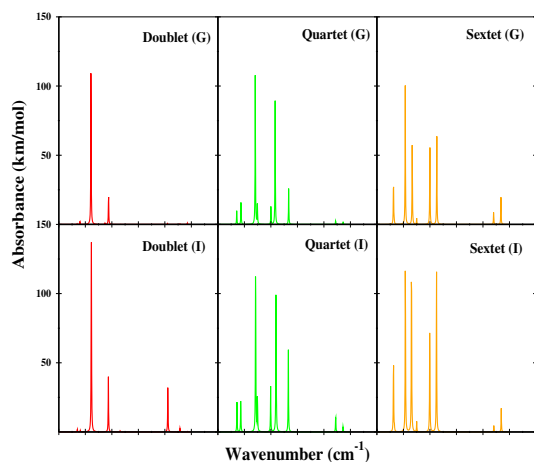 150
Doublet (G)
Quartet (G)
Sextet (G)
100
50
150
Doublet (I)
Quartet (I)
Sextet (I)
100
50
Absorbance (km/mol)
Wavenumber (cm⁻¹)